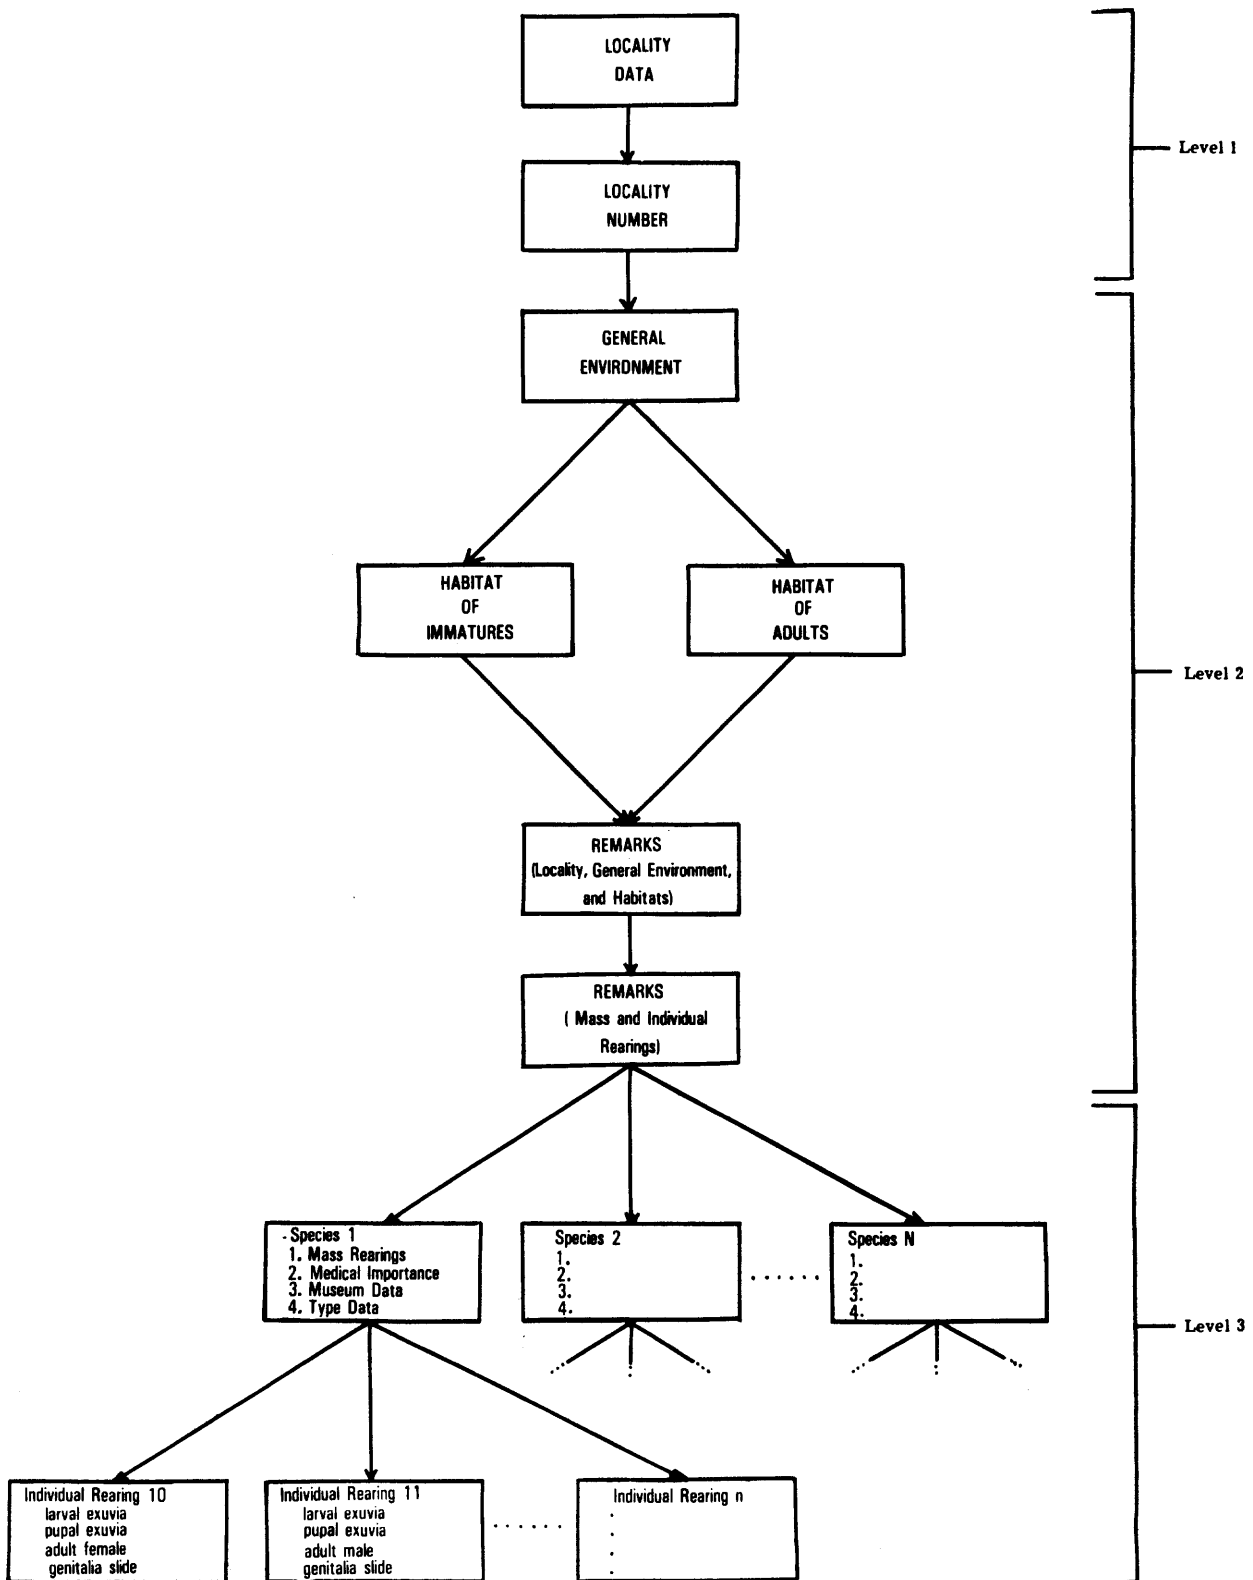 LOCALITY
DATA
Level 1
LOCALITY
NUMBER
GENERAL
ENVIRDNMENT
HABITAT
OF
IMMATURES
HABITAT
OF
ADULTS
Level 2
REMARKS
(Locality, General Environment,
and Habitats)
REMARKS
( Mass and Individual
Rearings)
Species 1
1. Mass Rearings
2. Medical Importance
3. Museum Data
4. Type Data
Species 2
1.
2.
3.
4.
......
Species N
1.
2.
3.
4.
Level 3
Individual Rearing 10
larval exuvia
pupal exuvia
adult female
genitalia slide
Individual Rearing 11
larval exuvia
pupal exuvia
adult male
genitalia slide
......
Individual Rearing n
.
.
.
.